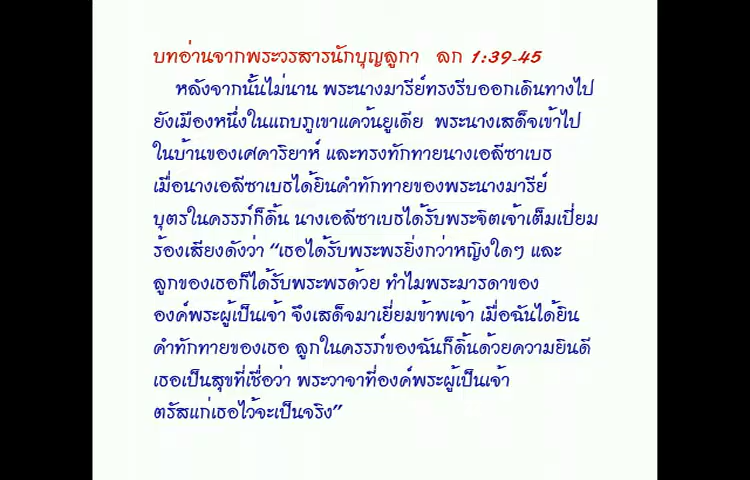 บทอ่านจากพระวรสารนักบุญลูกา ลก 1:39-45
หลังจากนั้นไม่นาน พระนางมารีย์ทรงรีบออกเดินทางไป
ยังเมืองหนึ่งในแถบภูเขาแคว้นยูเดีย พระนางเสด็จเข้าไป
ในบ้านของเศคาริยาห์ และทรงทักทายนางเอลีซาเบธ
เมื่อนางเอลีซาเบธได้ยินคำทักทายของพระนางมารีย์
บุตรในครรภ์ก็ดิ้น นางเอลีซาเบธได้รับพระจิตเจ้าเต็มเปี่ยม
ร้องเสียงดังว่า “เธอได้รับพระพรยิ่งกว่าหญิงใดๆ และ
ลูกของเธอก็ได้รับพระพรด้วย ทำไมพระมารดาของ
องค์พระผู้เป็นเจ้า จึงเสด็จมาเยี่ยมข้าพเจ้า เมื่อฉันได้ยิน
คำทักทายของเธอ ลูกในครรภ์ของฉันก็ดิ้นด้วยความยินดี
เธอเป็นสุขที่เชื่อว่า พระวาจาที่องค์พระผู้เป็นเจ้า
ตรัสแก่เธอไว้จะเป็นจริง”